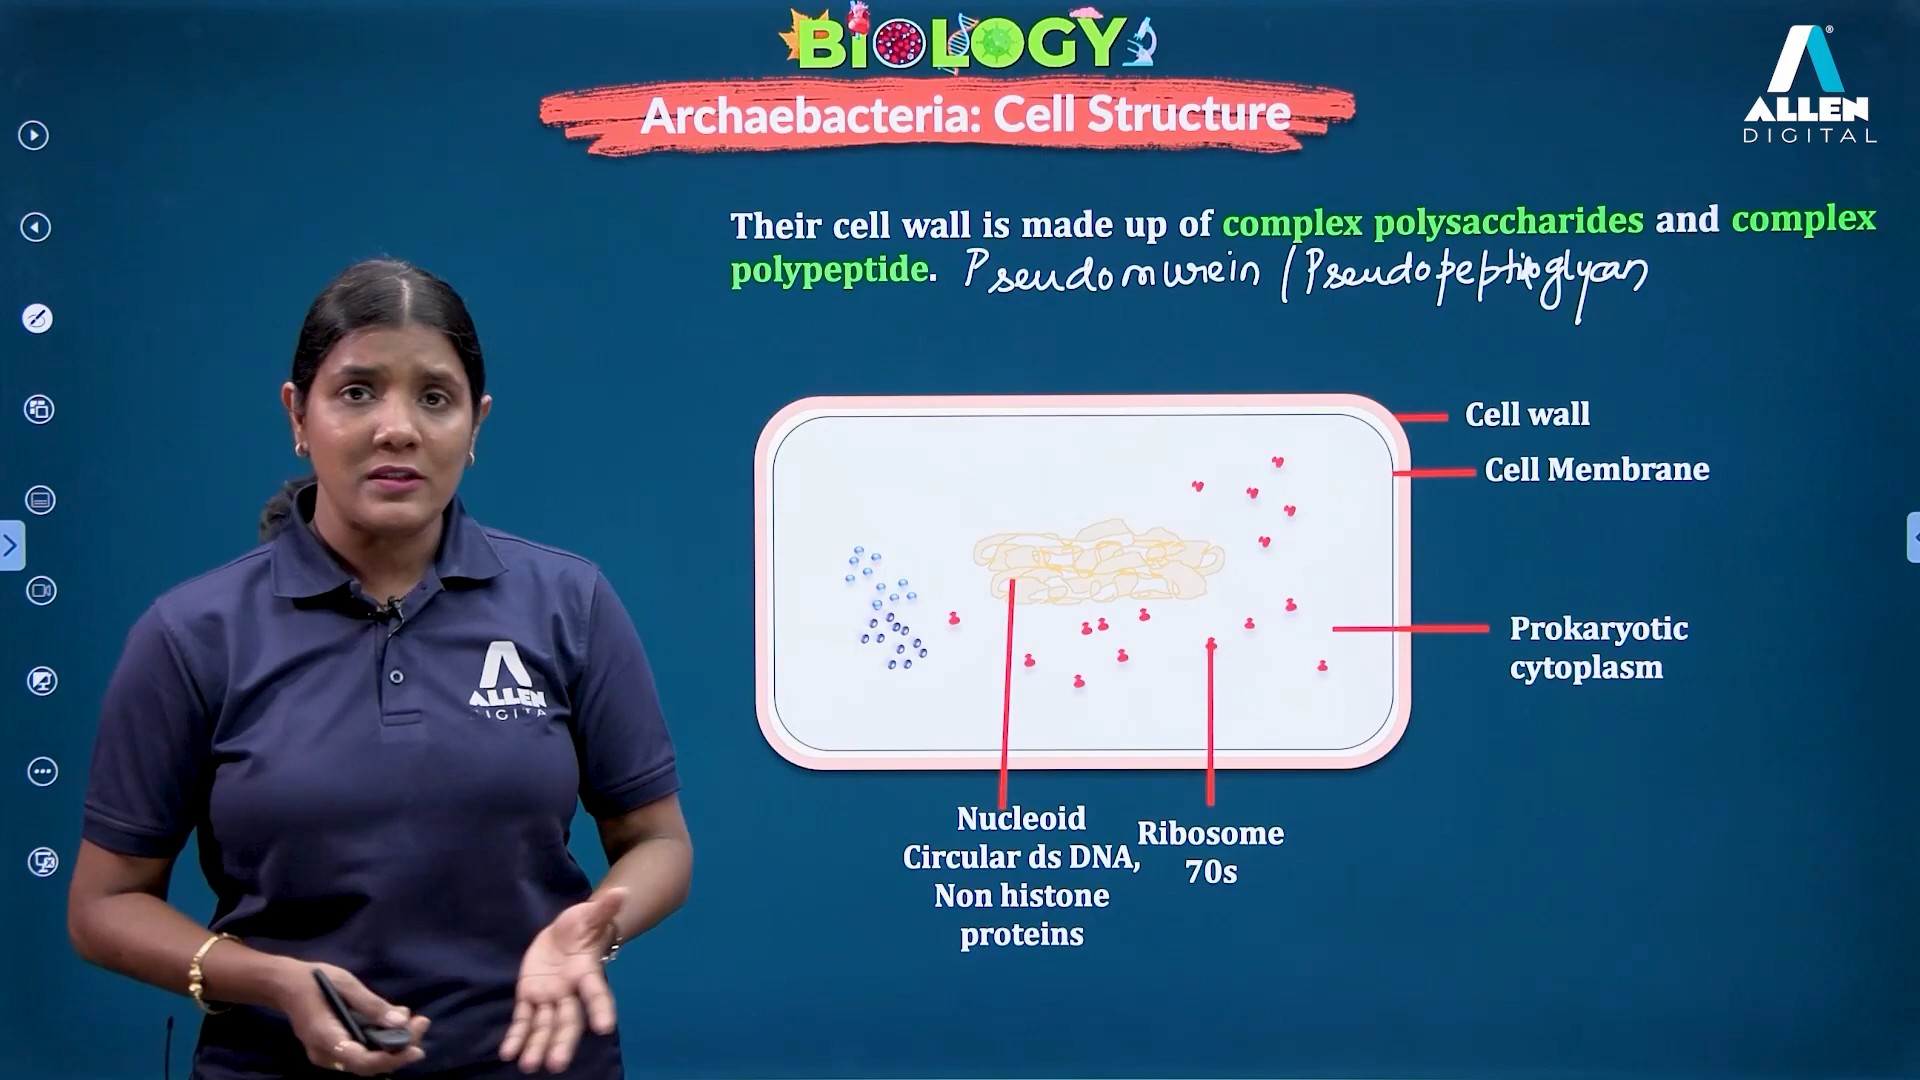 BIOLOGY
Archaebacteria: Cell Structure
ALLEN
DIGITAL
Their cell wall is made up of complex polysaccharides and complex
polypeptide. Pseudomurein (Pseudopeptidoglycan
Cell wall
Cell Membrane
Prokaryotic
cytoplasm
Nucleoid
Circular ds DNA,
Non histone
proteins
Ribosome
70s
ALLEN